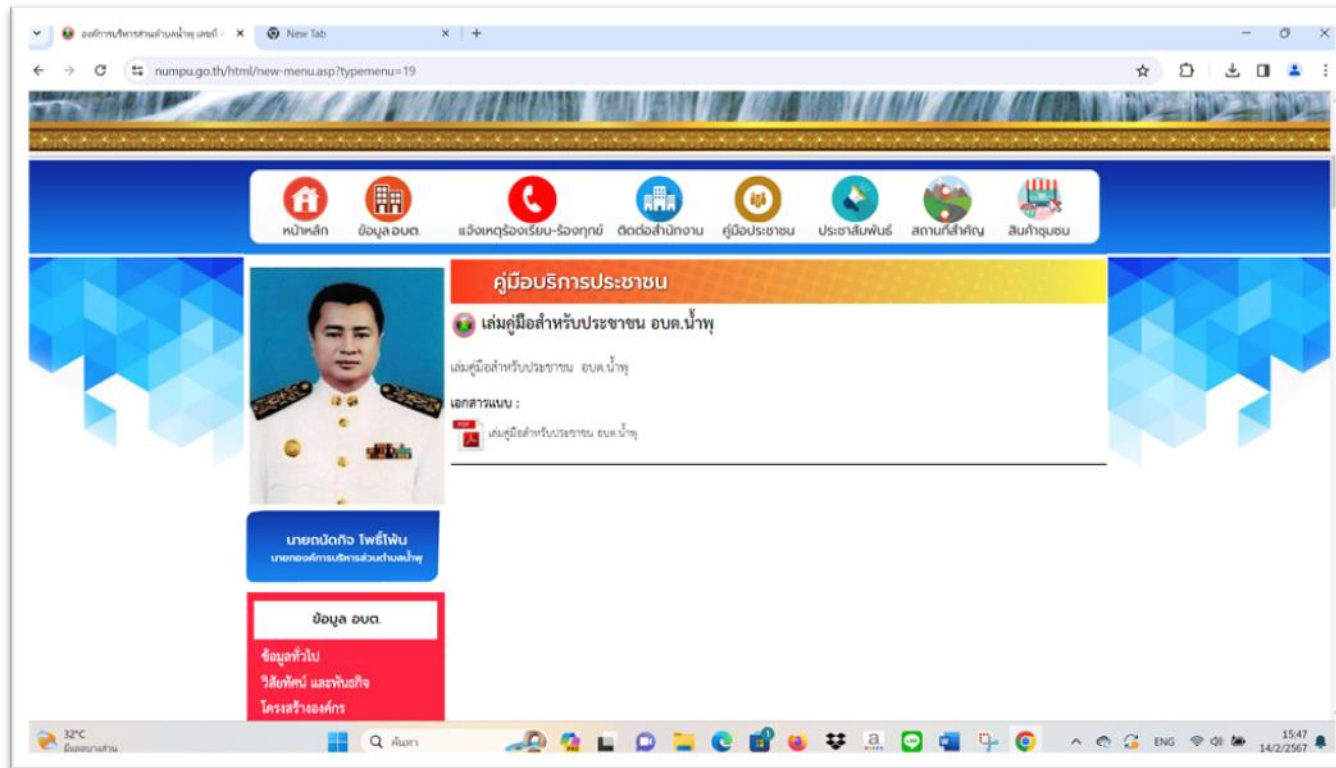 องค์การบริหารส่วนตำบลน้ำพุ เลขที่
New Tab
numpu.go.th/html/new-menu.asp?typemenu=19
หน้าหลัก
ข้อมูล อบต.
แจ้งเหตุร้องเรียน-ร้องทุกข์
ติดต่อสำนักงาน
คู่มือประชาชน
ประชาสัมพันธ์
สถานที่สำคัญ
สินค้าชุมชน
คู่มือบริการประชาชน
เล่มคู่มือสำหรับประชาชน อบต.น้ำพุ
เล่มคู่มือสำหรับประชาชน อบต.น้ำพุ
เอกสารแนบ :
PDF
เล่มคู่มือสำหรับประชาชน อบต.น้ำพุ
นายถนัดกิจ โพธิ์โพ้น
นายกองค์การบริหารส่วนตำบลน้ำพุ
ข้อมูล อบต.
ข้อมูลทั่วไป
วิสัยทัศน์ และพันธกิจ
โครงสร้างองค์กร
32°C
มีแดดบางส่วน
ค้นหา
ENG
15:47
14/2/2567